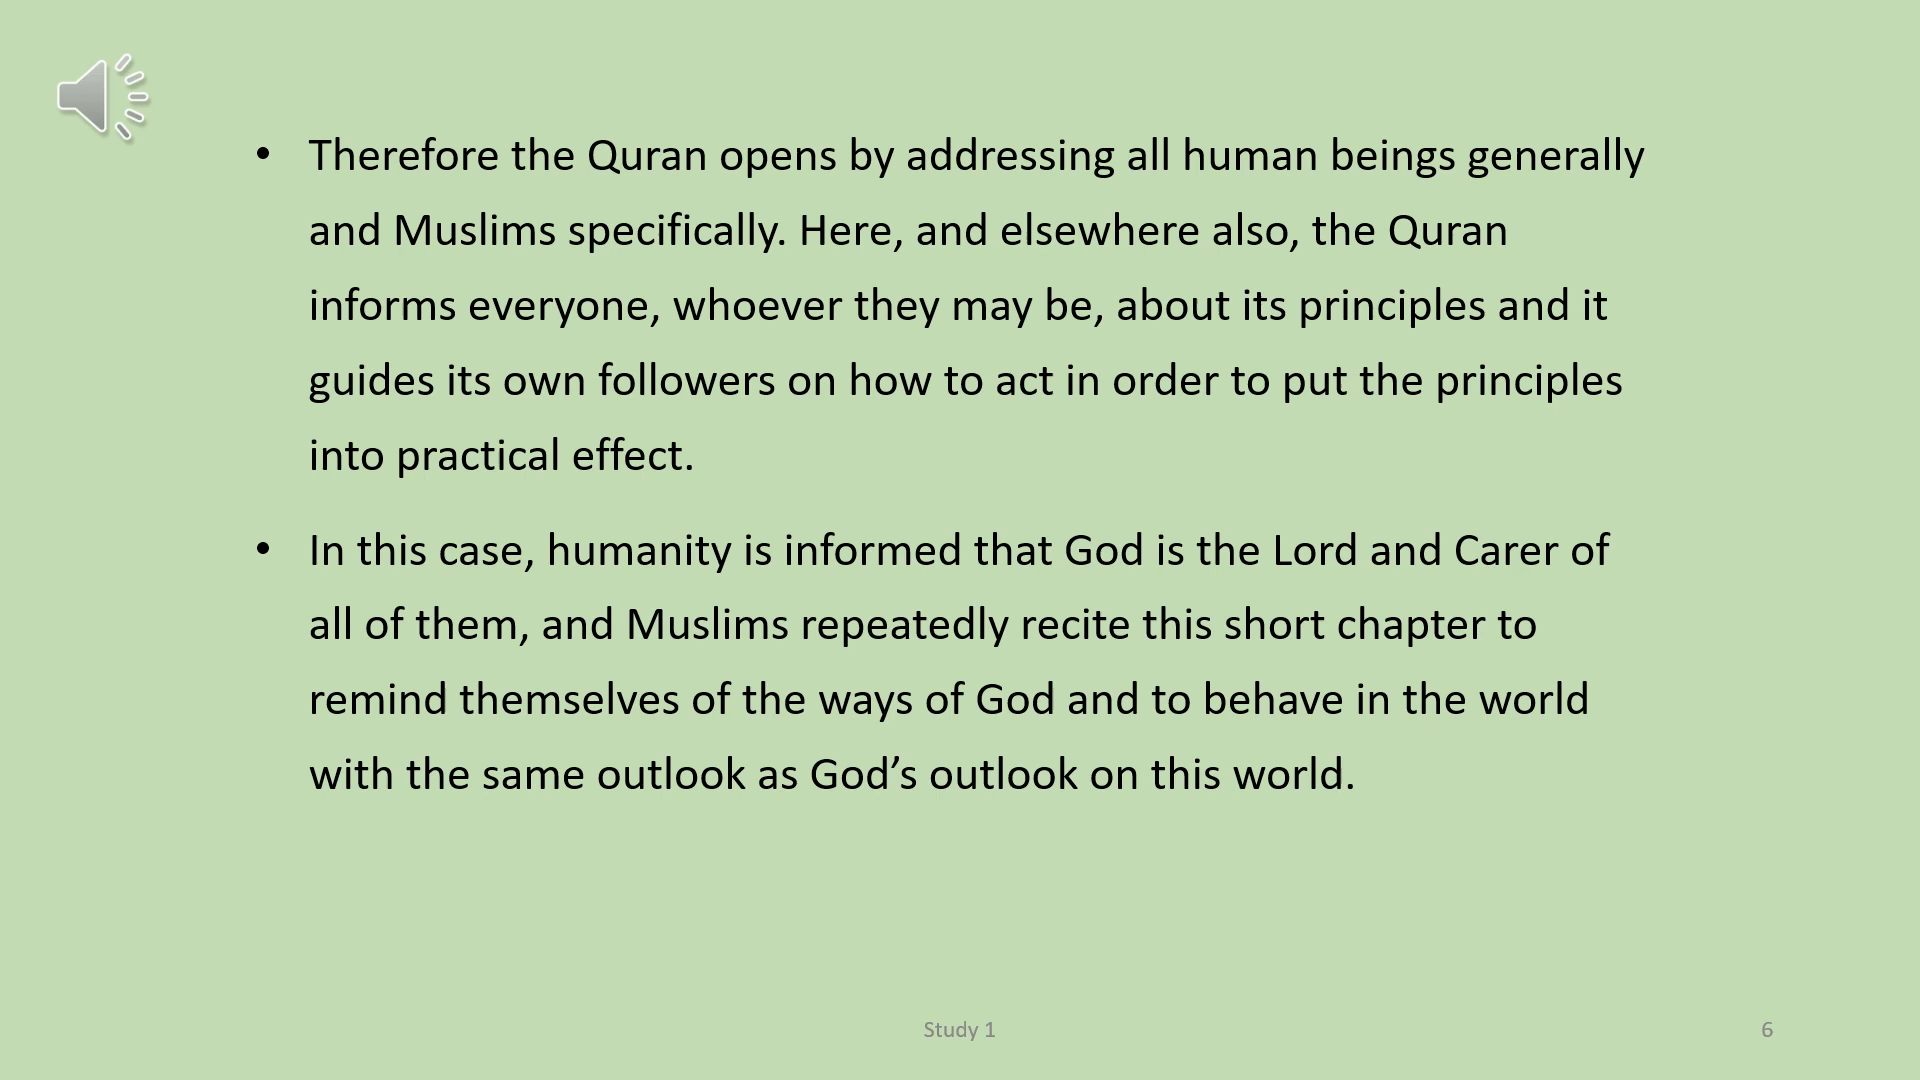 • Therefore the Quran opens by addressing all human beings generally
and Muslims specifically. Here, and elsewhere also, the Quran
informs everyone, whoever they may be, about its principles and it
guides its own followers on how to act in order to put the principles
into practical effect.
• In this case, humanity is informed that God is the Lord and Carer of
all of them, and Muslims repeatedly recite this short chapter to
remind themselves of the ways of God and to behave in the world
with the same outlook as God’s outlook on this world.
Study 1
6